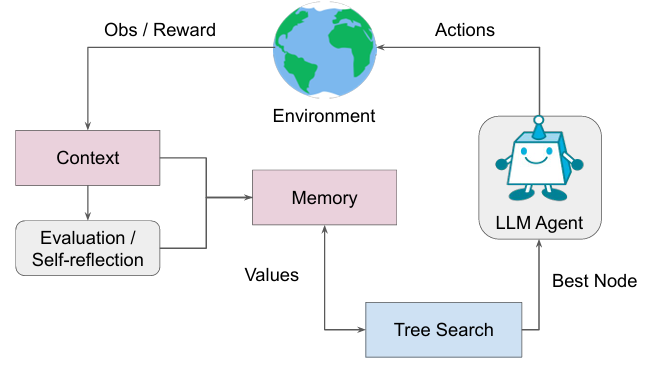 Obs / Reward
Actions
Environment
Context
Memory
LLM Agent
Evaluation /
Self-reflection
Values
Best Node
Tree Search